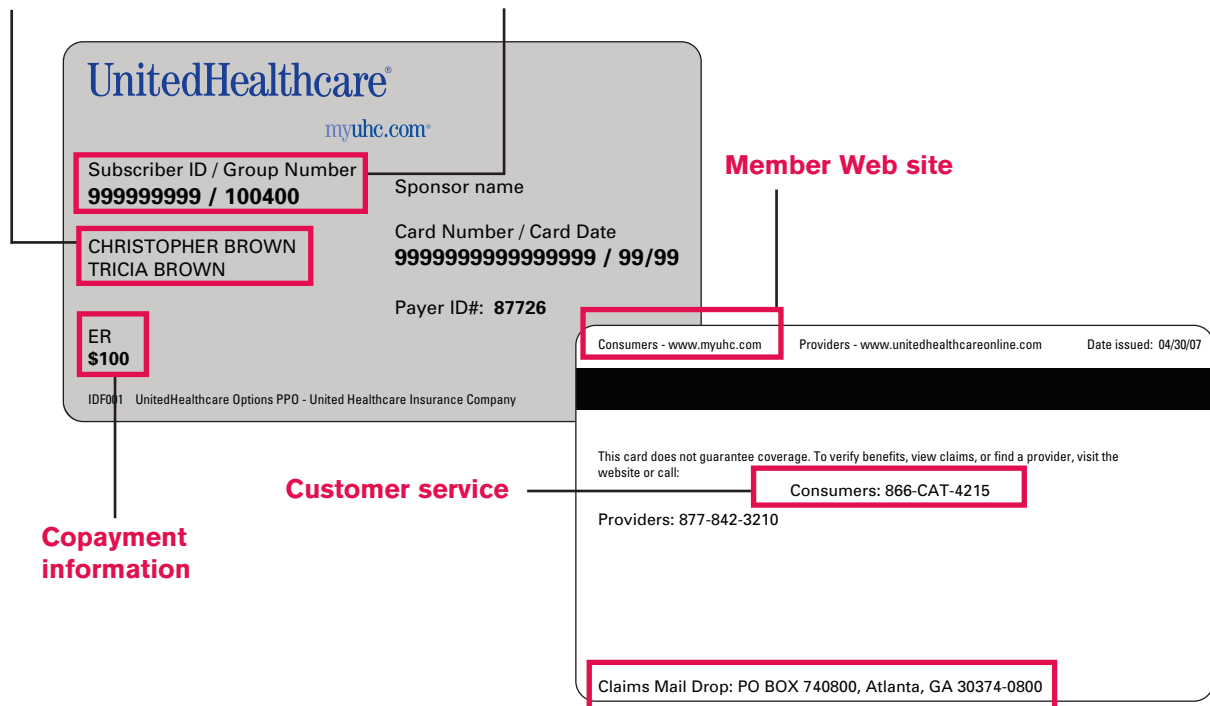 UnitedHealthcare®
myuhc.com®
Subscriber ID / Group Number
999999999 / 100400
Sponsor name
CHRISTOPHER BROWN
TRICIA BROWN
Card Number / Card Date
9999999999999999 / 99/99
Payer ID#: 87726
ER
$100
IDF001 UnitedHealthcare Options PPO - United Healthcare Insurance Company
Member Web site
Consumers - www.myuhc.com Providers - www.unitedhealthcareonline.com Date issued: 04/30/07
This card does not guarantee coverage. To verify benefits, view claims, or find a provider, visit the
website or call:
Customer service
Consumers: 866-CAT-4215
Providers: 877-842-3210
Copayment
information
Claims Mail Drop: PO BOX 740800, Atlanta, GA 30374-0800